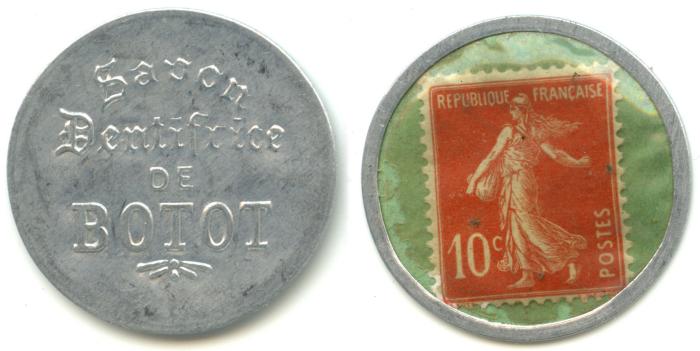 Savon
Dentifrice
DE
BOTOT
REPUBLIQUE FRANÇAISE
10c
POSTES